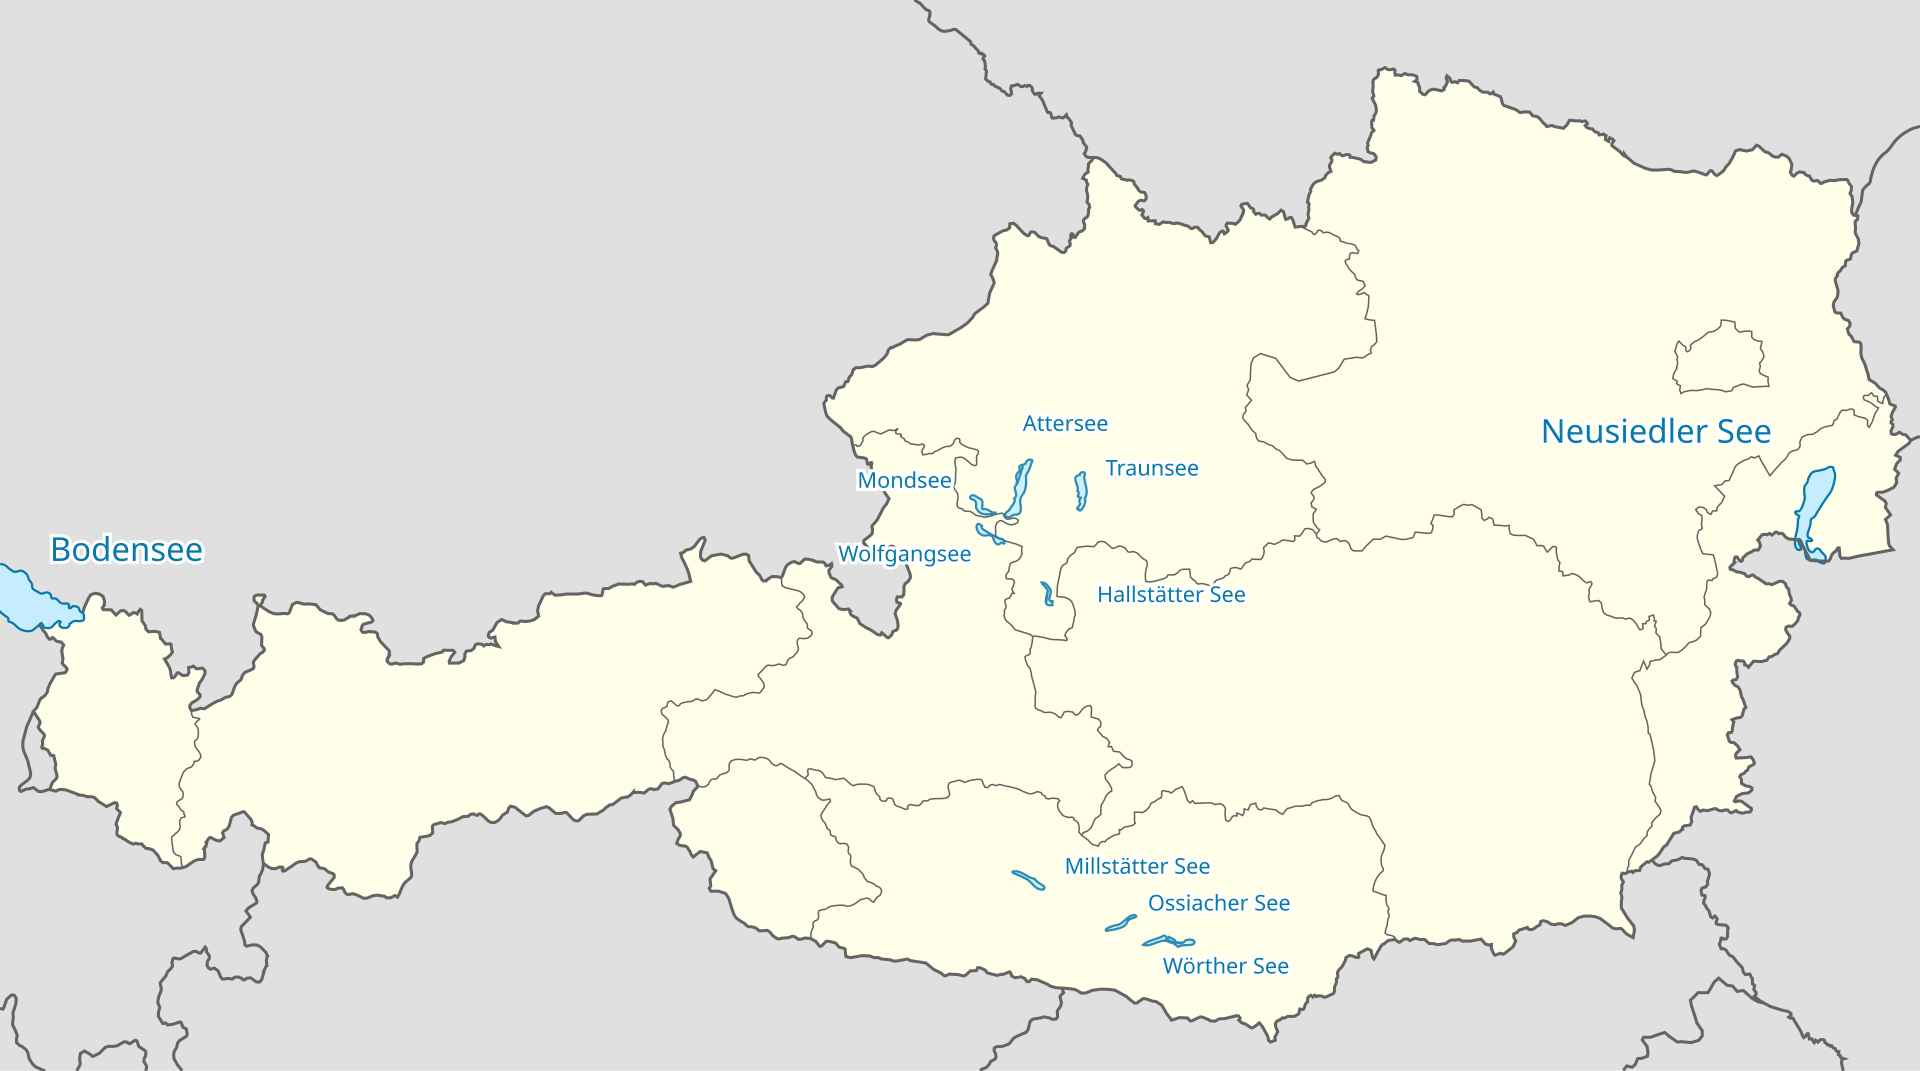 Attersee
Neusiedler See
Traunsee
Mondsee
Bodensee
Wolfgangsee
Hallstätter See
Millstätter See
Ossiacher See
Wörther See